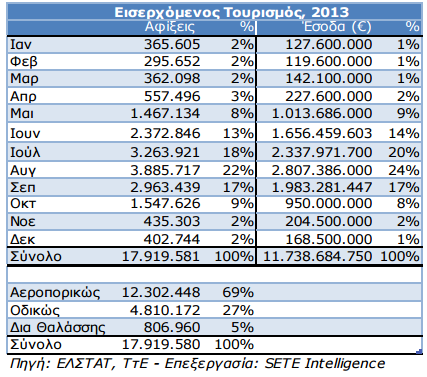 Εισερχόμενος Τουρισμός, 2013
Αφίξεις % Έσοδα (€) %
Ιαν 365.605 2% 127.600.000 1%
Φεβ 295.652 2% 119.600.000 1%
Μαρ 362.098 2% 142.100.000 1%
Απρ 557.496 3% 227.600.000 2%
Μαι 1.467.134 8% 1.013.686.000 9%
Ιουν 2.372.846 13% 1.656.459.603 14%
Ιούλ 3.263.921 18% 2.337.971.700 20%
Αυγ 3.885.717 22% 2.807.386.000 24%
Σεπ 2.963.439 17% 1.983.281.447 17%
Οκτ 1.547.626 9% 950.000.000 8%
Νοε 435.303 2% 204.500.000 2%
Δεκ 402.744 2% 168.500.000 1%
Σύνολο 17.919.581 100% 11.738.684.750 100%
Αεροπορικώς 12.302.448 69%
Οδικώς 4.810.172 27%
Δια Θαλάσσης 806.960 5%
Σύνολο 17.919.580 100%
Πηγή: ΕΛΣΤΑΤ, ΤτΕ - Επεξεργασία: SETE Intelligence